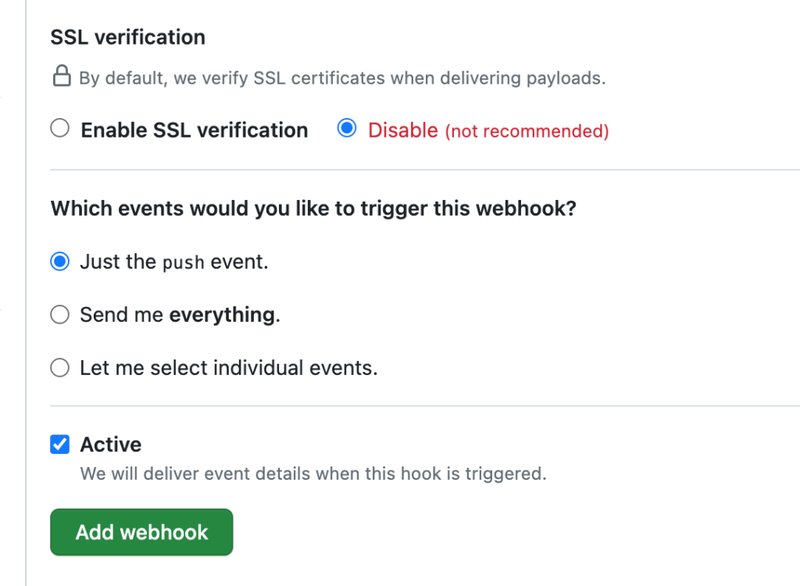 SSL verification
By default, we verify SSL certificates when delivering payloads.
Enable SSL verification Disable (not recommended)
Which events would you like to trigger this webhook?
Just the push event.
Send me everything.
Let me select individual events.
Active
We will deliver event details when this hook is triggered.
Add webhook